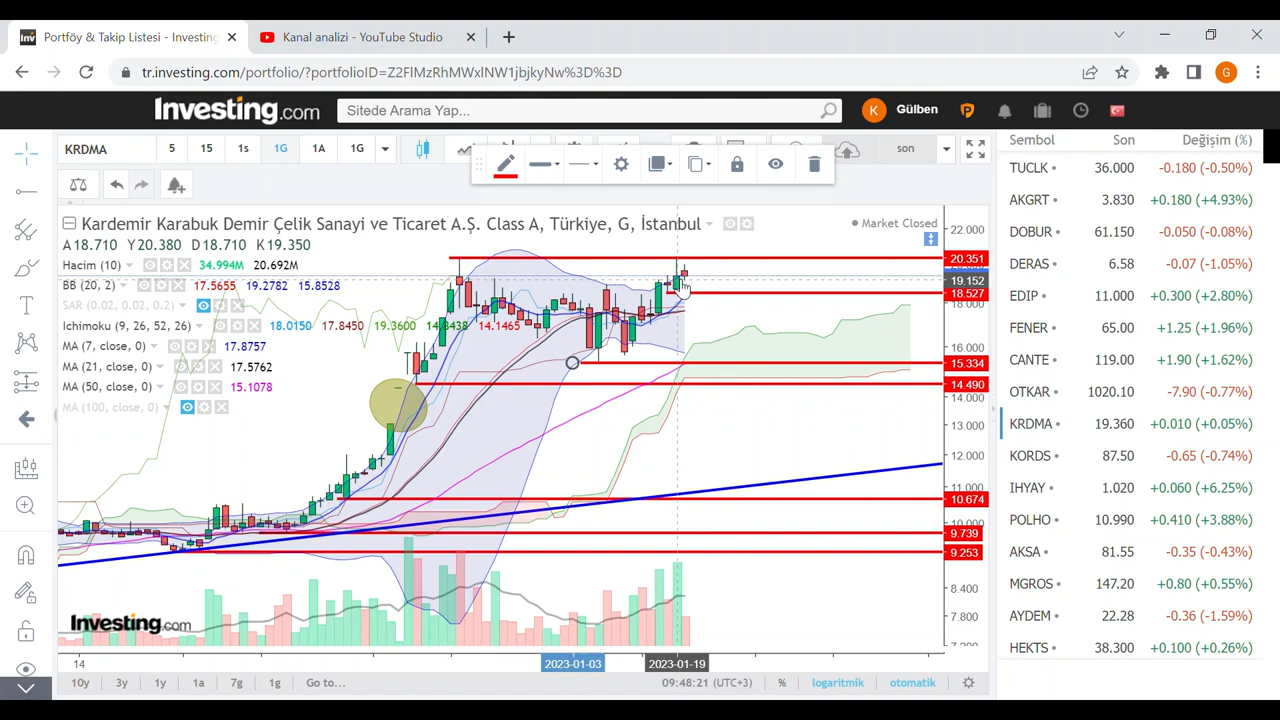 Portföy & Takip Listesi - Investing
Kanal analizi - YouTube Studio
tr.investing.com/portfolio/?portfolioID=Z2FlMzRhMWxlNW1jbjkyNw%3D%3D
G
Investing.com
Sitede Arama Yap...
K
Gülben
KRDMA
5
15
1s
1G
1A
1G
son
Kardemir Karabuk Demir Çelik Sanayi ve Ticaret A.Ş. Class A, Türkiye, G, İstanbul
Market Closed
A18.710 Y20.380 D18.710 K19.350
Hacim (10) 34.994M 20.692M
BB (20, 2) 17.5655 19.2782 15.8528
SAR (0.02, 0.02, 0.2)
Ichimoku (9, 26, 52, 26) 18.0150 17.8450 19.3600 14.8438 14.1465
MA (7, close, 0) 17.8757
MA (21, close, 0) 17.5762
MA (50, close, 0) 15.1078
MA (100, close, 0)
22.000
20.351
19.152
18.527
18.000
16.000
15.334
14.490
14.000
13.000
12.000
11.000
10.674
10.000
9.739
9.253
8.400
7.800
7.200
Investing.com
14
2023-01-03
2023-01-19
10y
3y
1y
1a
7g
1g
Go to...
09:48:21 (UTC+3)
%
logaritmik
otomatik
Sembol Son Değişim (%)
TUCLK 36.000 -0.180 (-0.50%)
AKGRT 3.830 +0.180 (+4.93%)
DOBUR 61.150 -0.050 (-0.08%)
DERAS 6.58 -0.07 (-1.05%)
EDIP 11.000 +0.300 (+2.80%)
FENER 65.00 +1.25 (+1.96%)
CANTE 119.00 +1.90 (+1.62%)
OTKAR 1020.10 -7.90 (-0.77%)
KRDMA 19.360 +0.010 (+0.05%)
KORDS 87.50 -0.65 (-0.74%)
IHYAY 1.020 +0.060 (+6.25%)
POLHO 10.990 +0.410 (+3.88%)
AKSA 81.55 -0.35 (-0.43%)
MGROS 147.20 +0.80 (+0.55%)
AYDEM 22.28 -0.36 (-1.59%)
HEKTS 38.300 +0.100 (+0.26%)